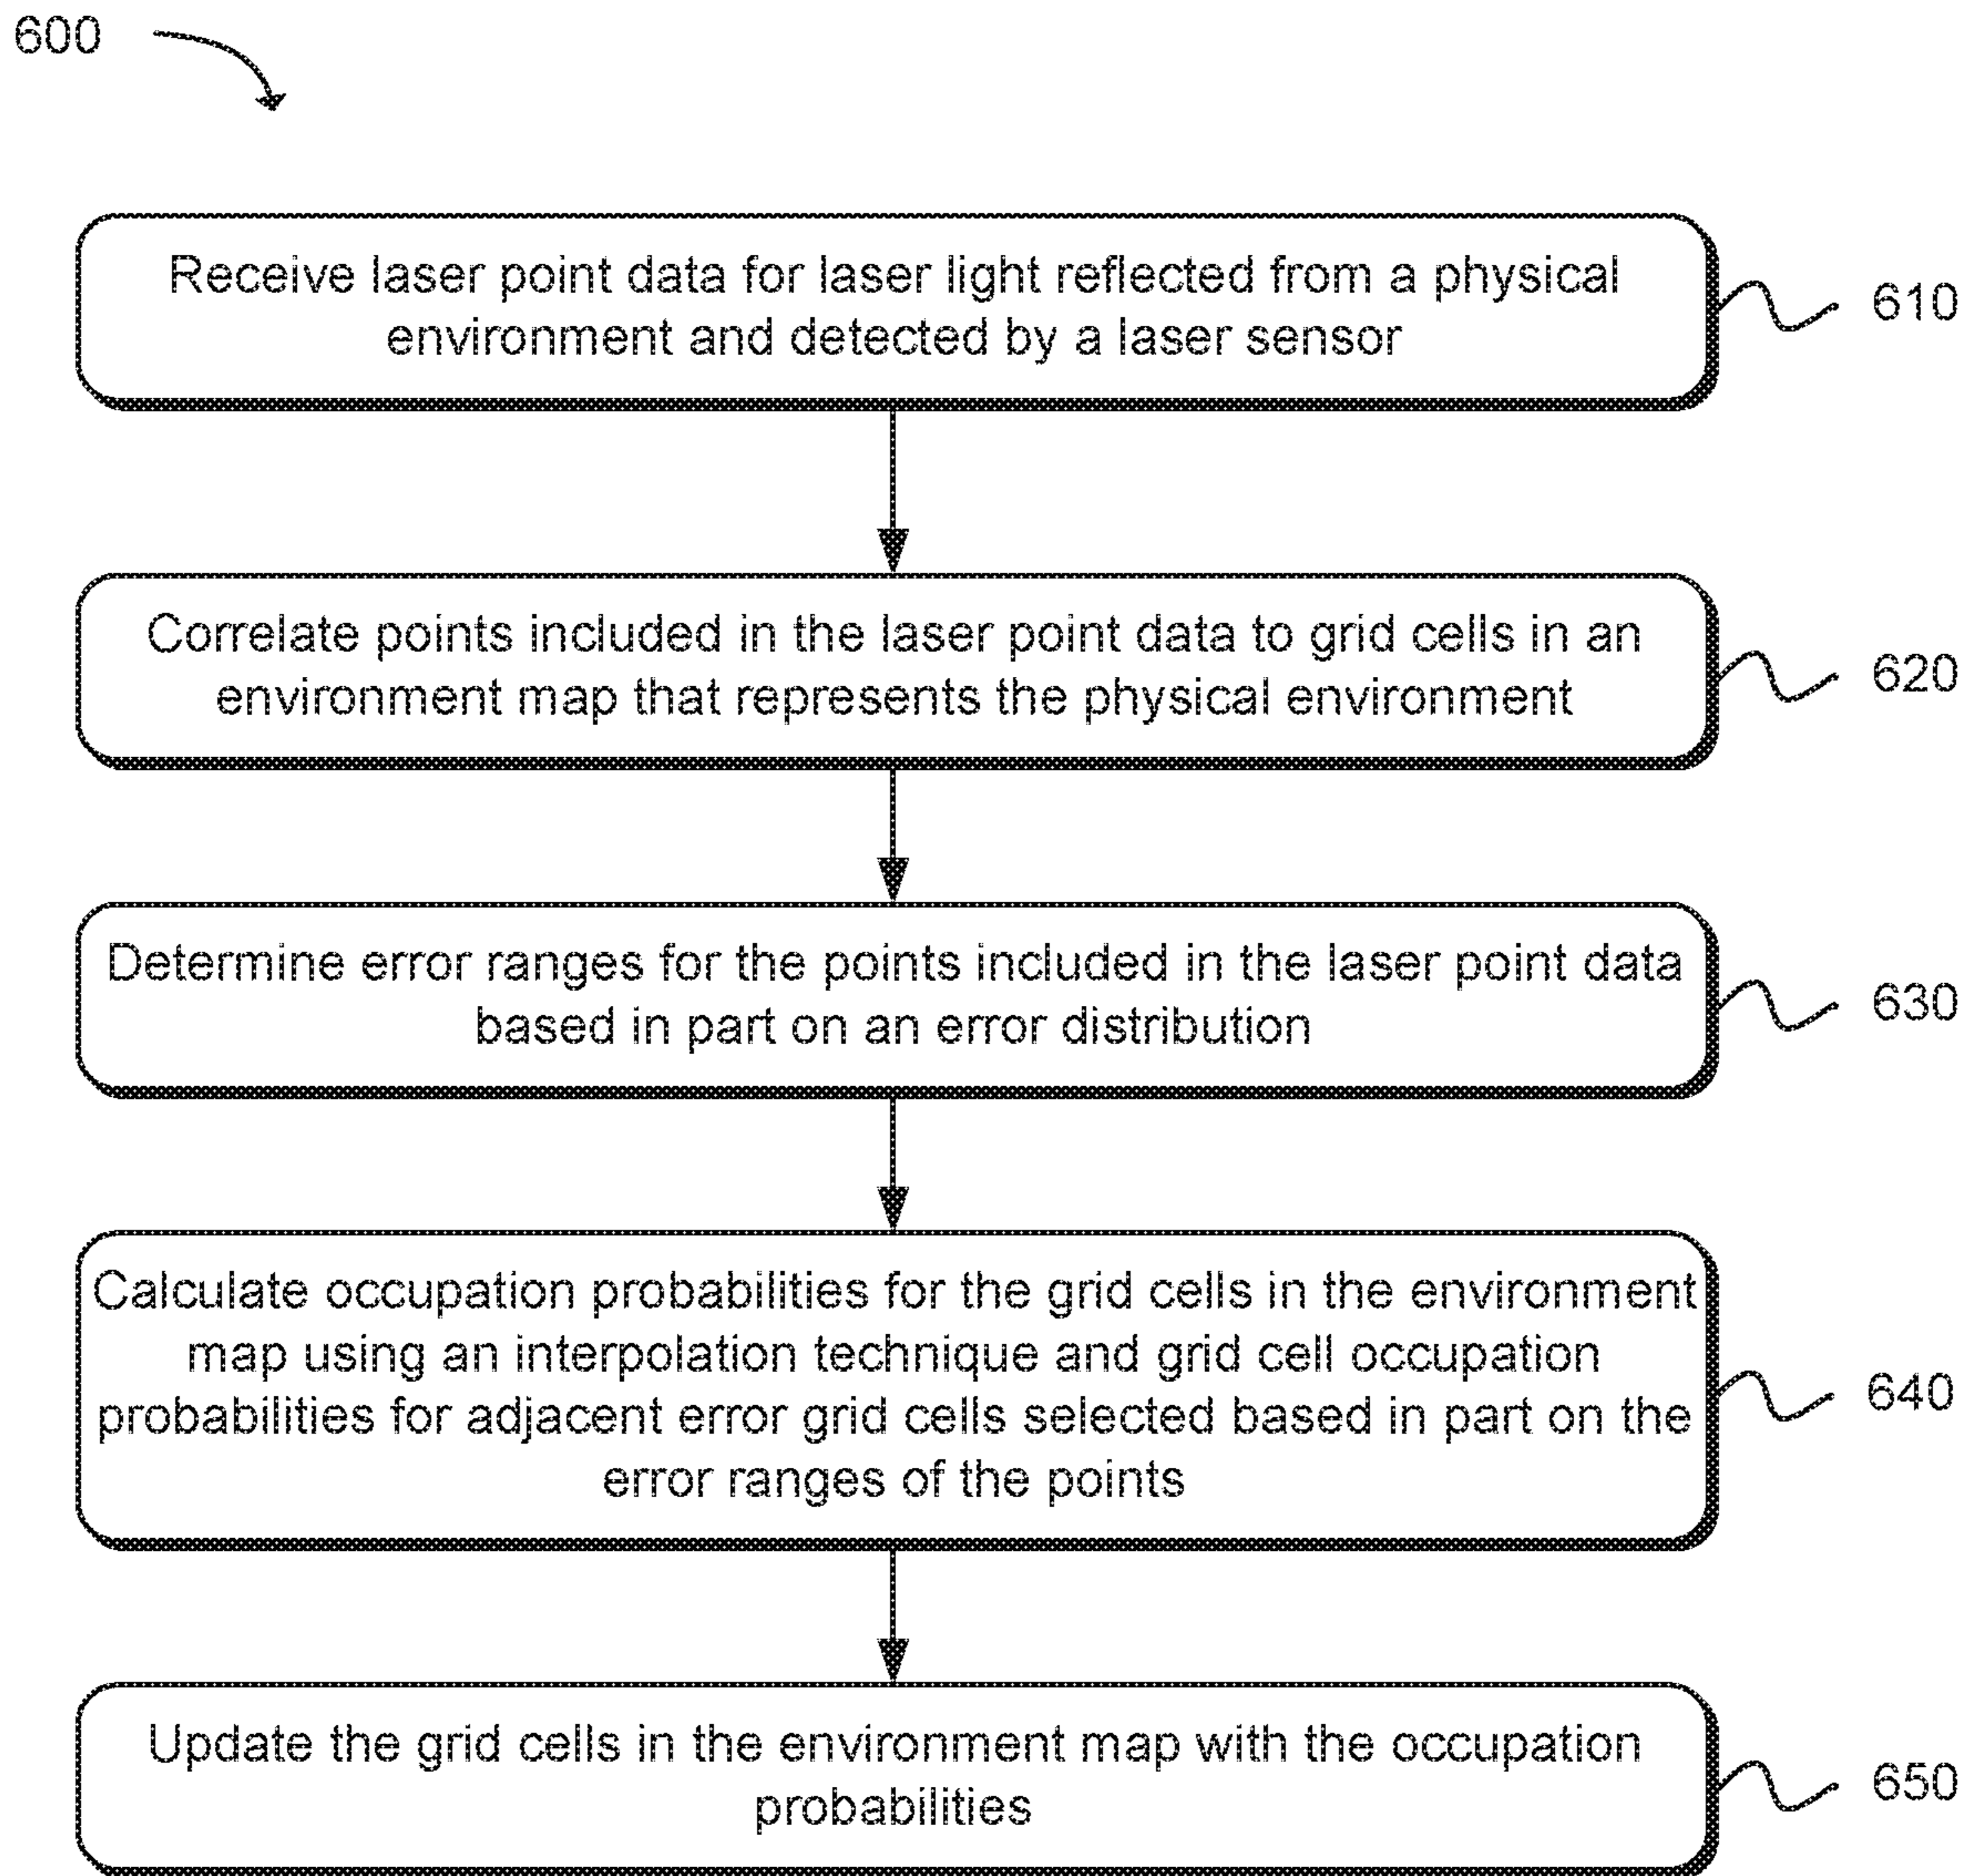 600
Receive laser point data for laser light reflected from a physical
environment and detected by a laser sensor
610
Correlate points included in the laser point data to grid cells in an
environment map that represents the physical environment
620
Determine error ranges for the points included in the laser point data
based in part on an error distribution
630
Calculate occupation probabilities for the grid cells in the environment
map using an interpolation technique and grid cell occupation
probabilities for adjacent error grid cells selected based in part on the
error ranges of the points
640
Update the grid cells in the environment map with the occupation
probabilities
650